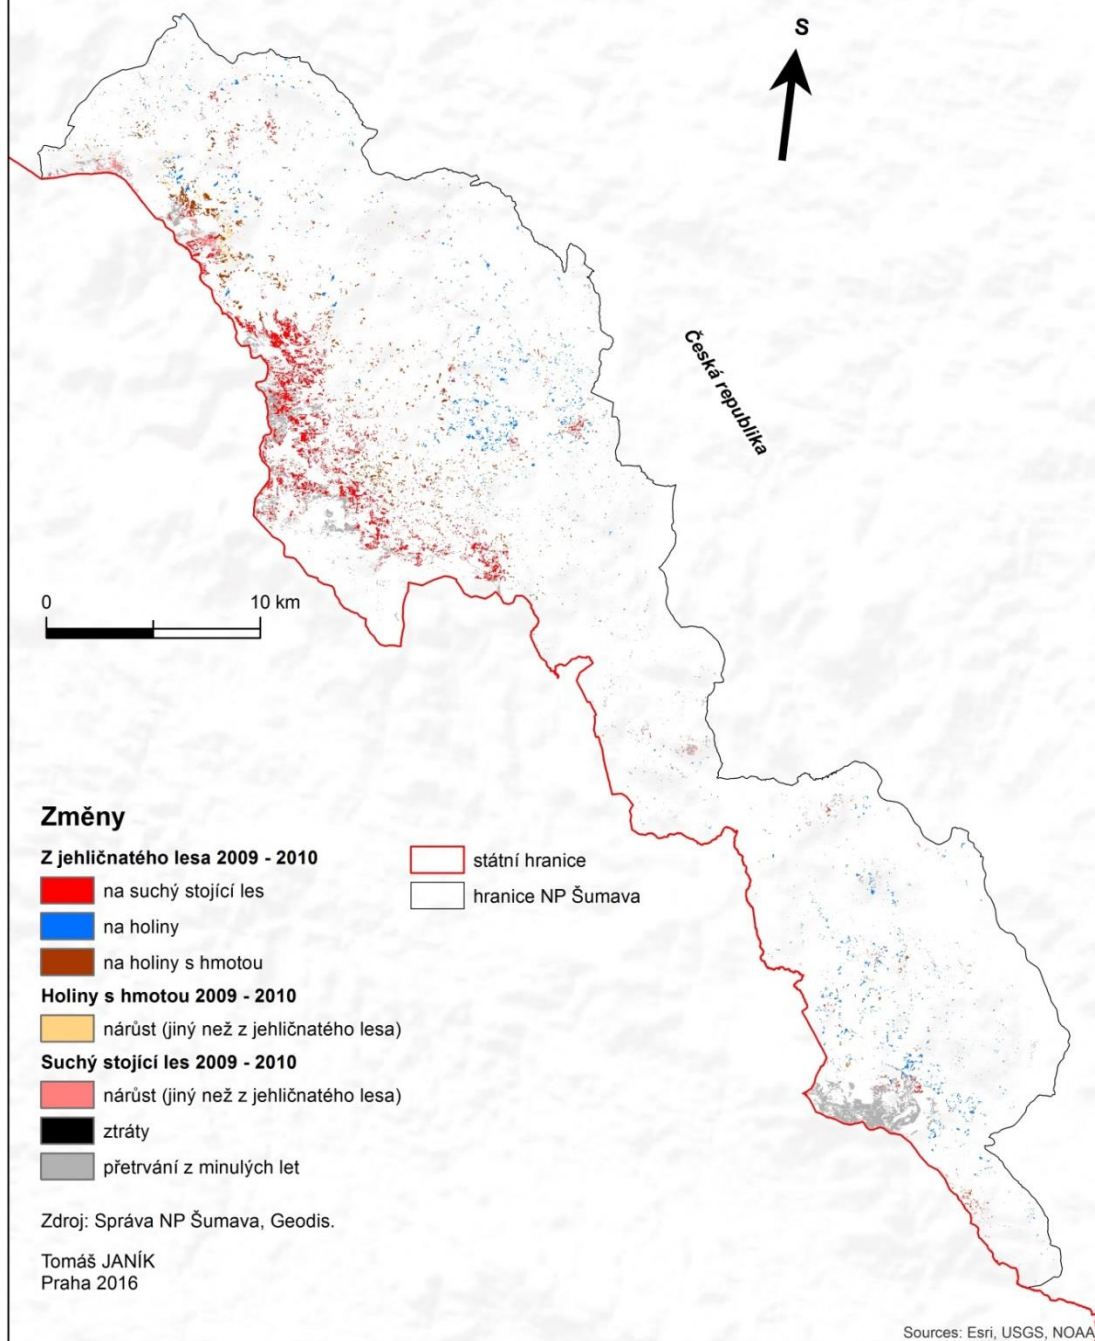 S
Česká republika
0 10 km
Změny
Z jehličnatého lesa 2009 - 2010
na suchý stojící les
na holiny
na holiny s hmotou
Holiny s hmotou 2009 - 2010
nárůst (jiný než z jehličnatého lesa)
Suchý stojící les 2009 - 2010
nárůst (jiný než z jehličnatého lesa)
ztráty
přetrvání z minulých let
státní hranice
hranice NP Šumava
Zdroj: Správa NP Šumava, Geodis.
Tomáš JANÍK
Praha 2016
Sources: Esri, USGS, NOAA